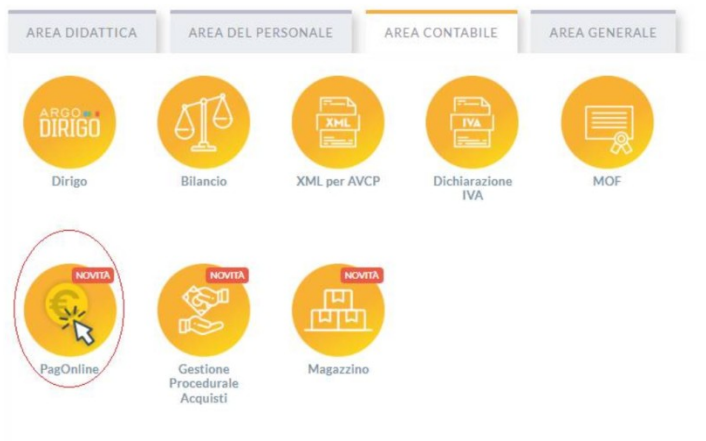 AREA DIDATTICA
AREA DEL PERSONALE
AREA CONTABILE
AREA GENERALE
ARGO
DIRIGO
XML
IVA
Dirigo
Bilancio
XML per AVCP
Dichiarazione
IVA
MOF
NOVITÀ
NOVITÀ
NOVITÀ
€
PagOnline
Gestione
Procedurale
Acquisti
Magazzino